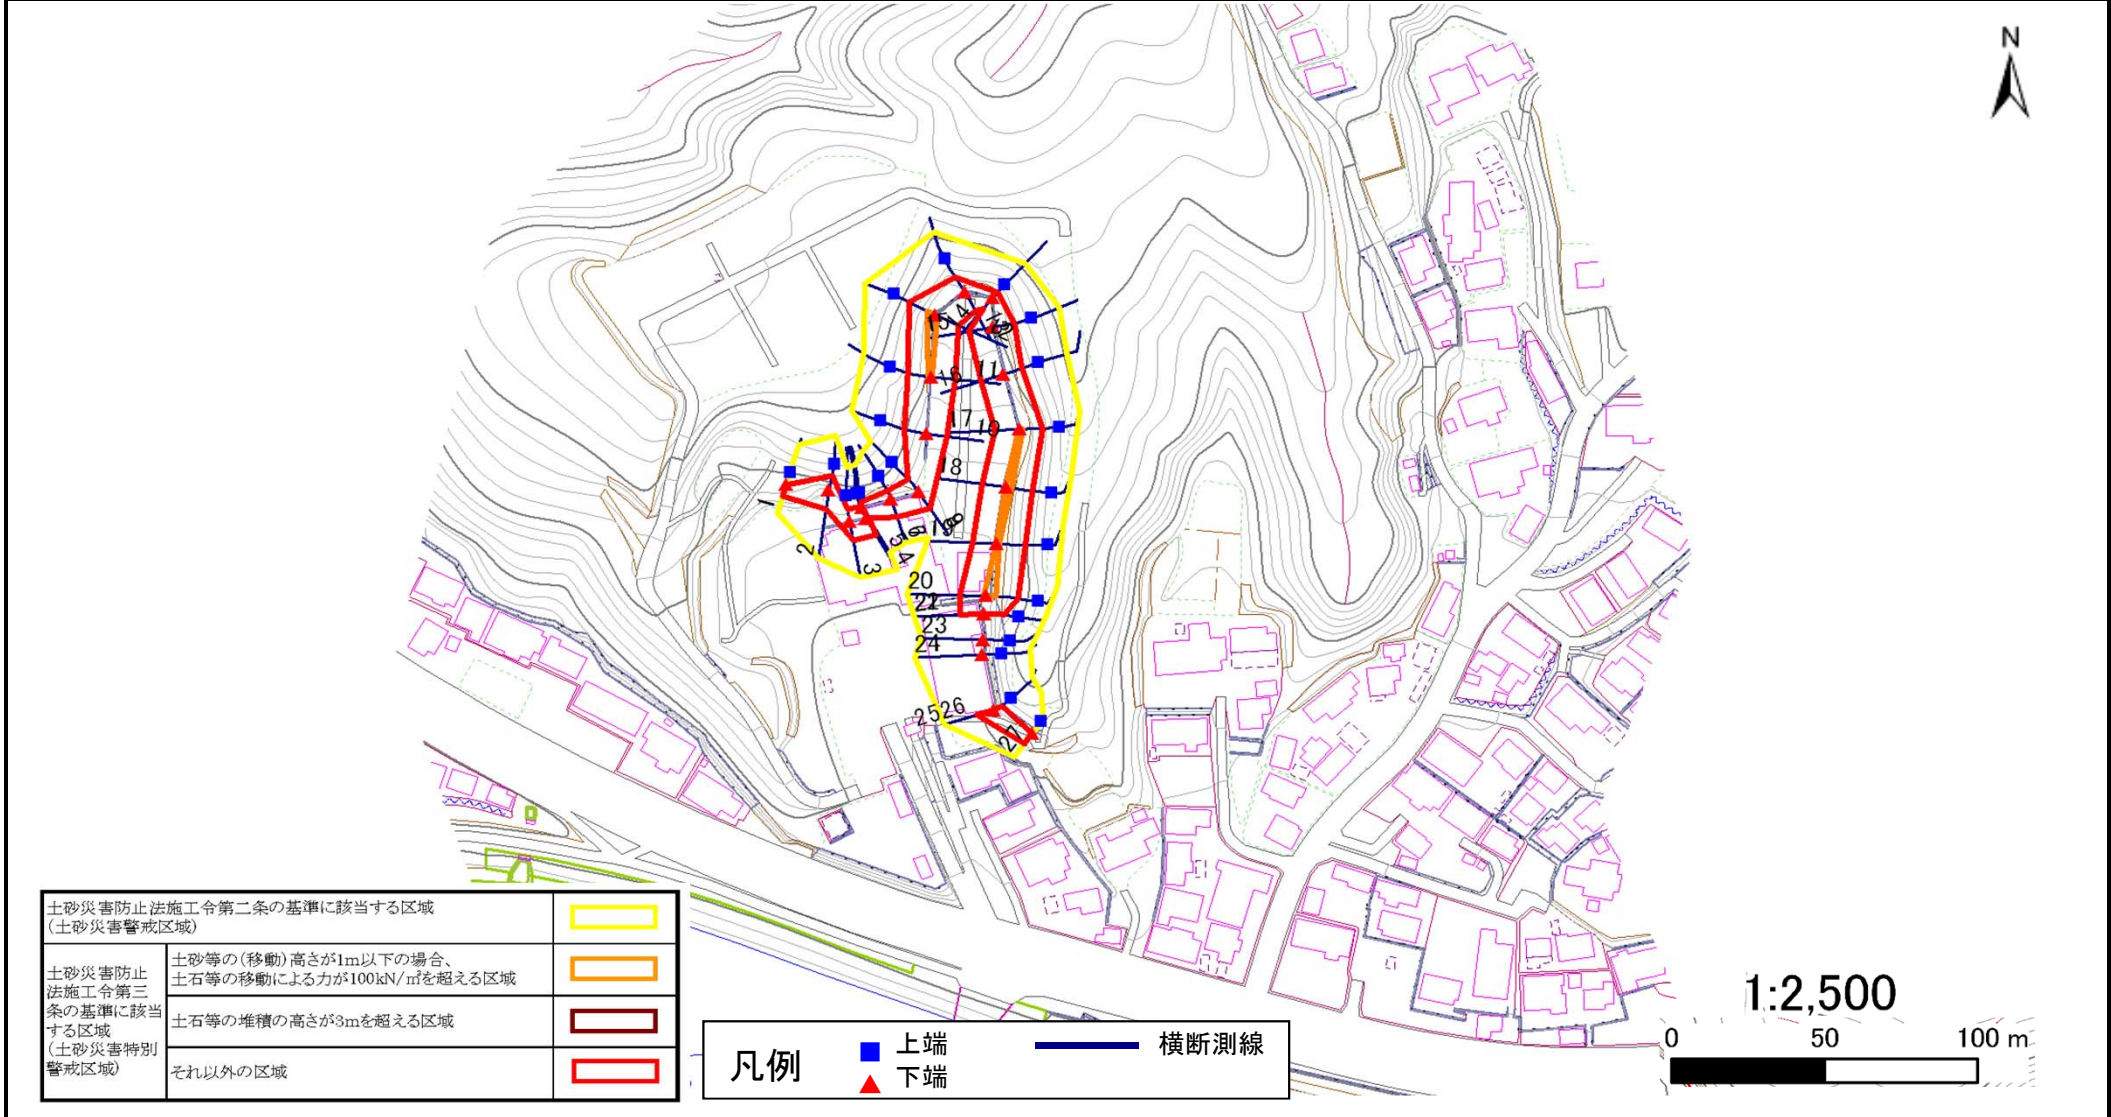 N
15
14
13
12
11
16
17
10
18
1
2
3
4
5
6
7
8
9
20
21
22
23
24
25
26
27
土砂災害防止法施工令第二条の基準に該当する区域
(土砂災害警戒区域)
土砂災害防止
法施工令第三
条の基準に該当
する区域
(土砂災害特別
警戒区域)
土砂等の(移動)高さが1m以下の場合、
土石等の移動による力が100kN/㎡を超える区域
土石等の堆積の高さが3mを超える区域
それ以外の区域
凡例
上端
下端
横断測線
1:2,500
0 50 100 m